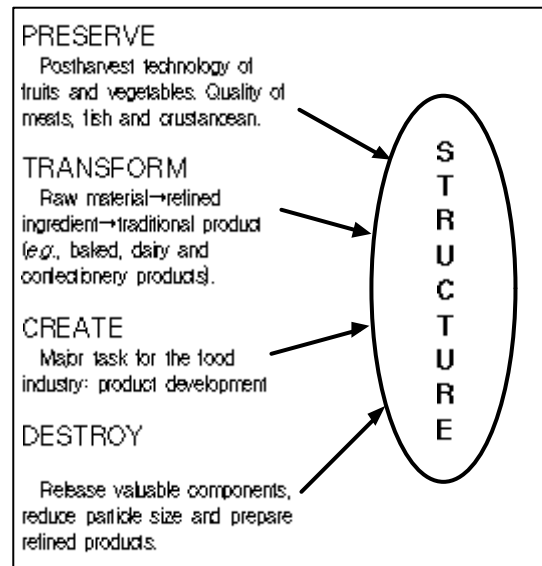 PRESERVE
Postharvest technology of
fruits and vegetables. Quality of
meats, fish and crustancean.
TRANSFORM
Raw material→refined
ingredient→traditional product
(e.g., baked, dairy and
confectionery products).
CREATE
Major task for the food
industry: product development
DESTROY
Release valuable components,
reduce particle size and prepare
refined products.
S
T
R
U
C
T
U
R
E